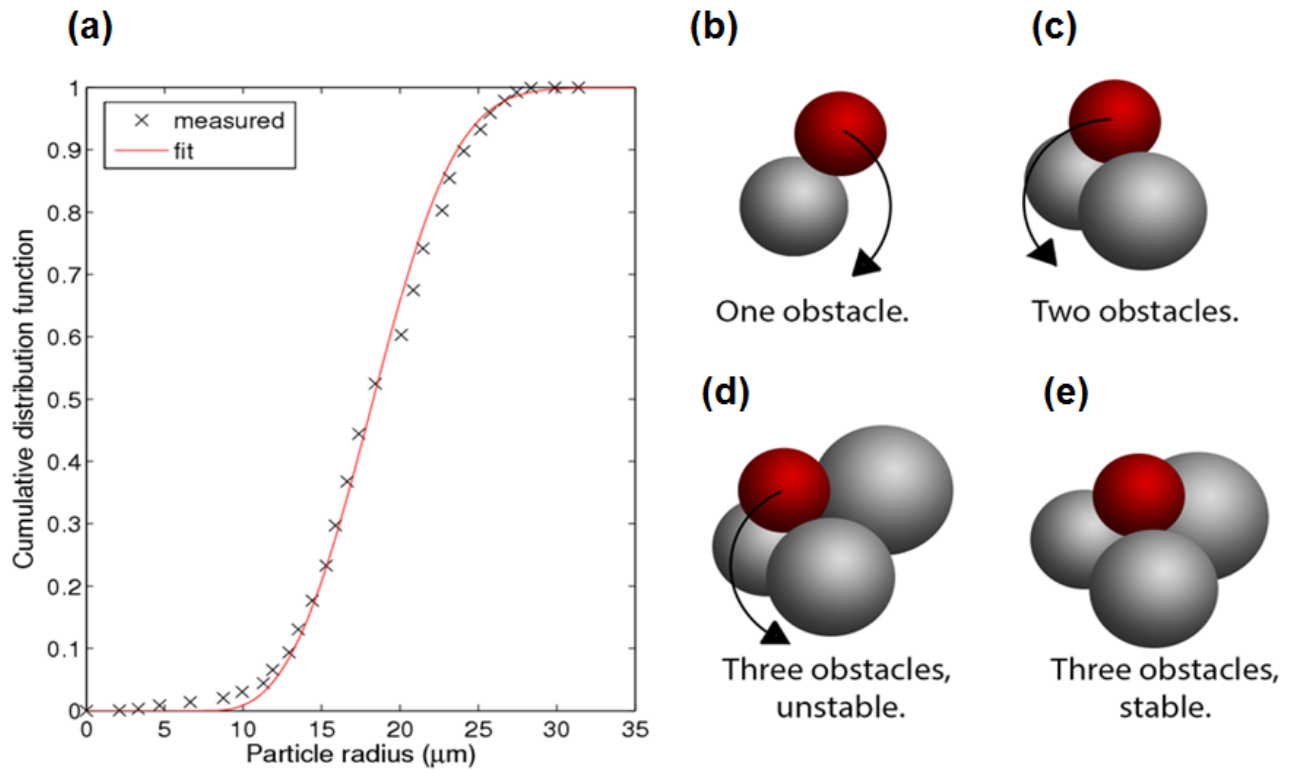 (a)
1
0.9
0.8
0.7
0.6
0.5
0.4
0.3
0.2
0.1
0
Cumulative distribution function
measured
fit
0 5 10 15 20 25 30 35
Particle radius (μm)
(b)
One obstacle.
(c)
Two obstacles.
(d)
Three obstacles,
unstable.
(e)
Three obstacles,
stable.